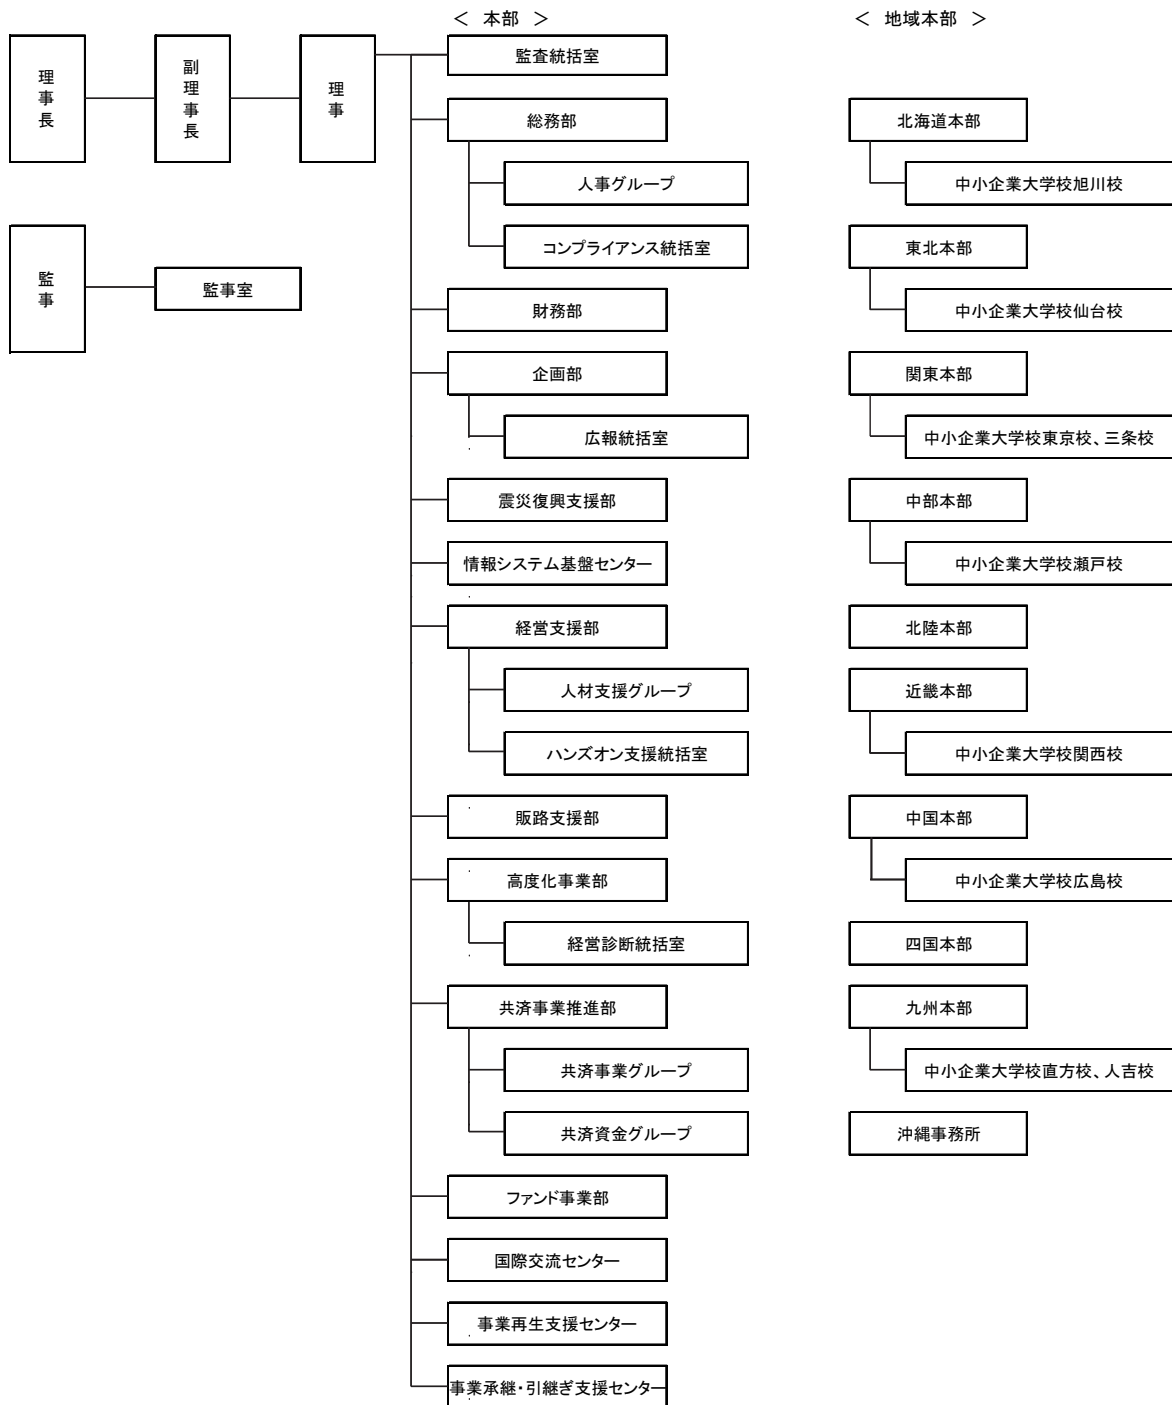 ＜ 本部 ＞
＜ 地域本部 ＞
理事長
副理事長
理事
監事
監事室
監査統括室
総務部
人事グループ
コンプライアンス統括室
財務部
企画部
広報統括室
震災復興支援部
情報システム基盤センター
経営支援部
人材支援グループ
ハンズオン支援統括室
販路支援部
高度化事業部
経営診断統括室
共済事業推進部
共済事業グループ
共済資金グループ
ファンド事業部
国際交流センター
事業再生支援センター
事業承継・引継ぎ支援センター
北海道本部
中小企業大学校旭川校
東北本部
中小企業大学校仙台校
関東本部
中小企業大学校東京校、三条校
中部本部
中小企業大学校瀬戸校
北陸本部
近畿本部
中小企業大学校関西校
中国本部
中小企業大学校広島校
四国本部
九州本部
中小企業大学校直方校、人吉校
沖縄事務所